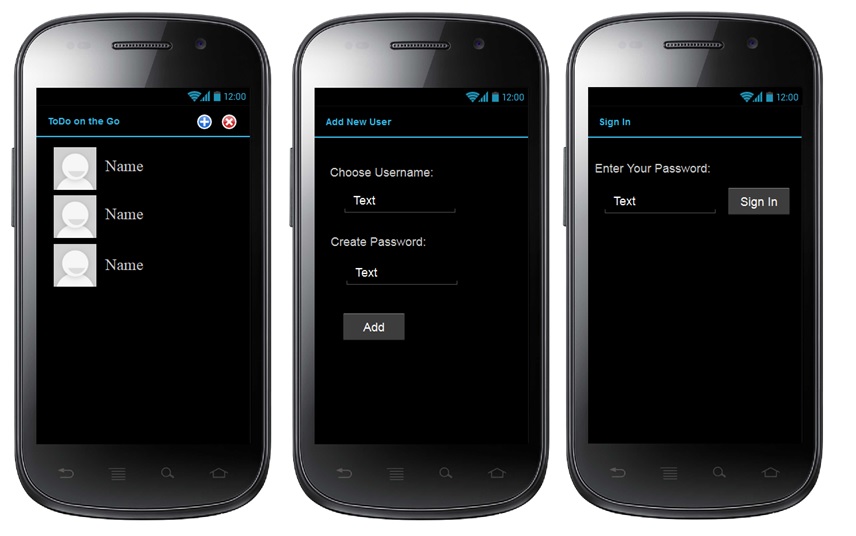 12:00
ToDo on the Go
Name
Name
Name
12:00
Add New User
Choose Username:
Text
Create Password:
Text
Add
12:00
Sign In
Enter Your Password:
Text
Sign In